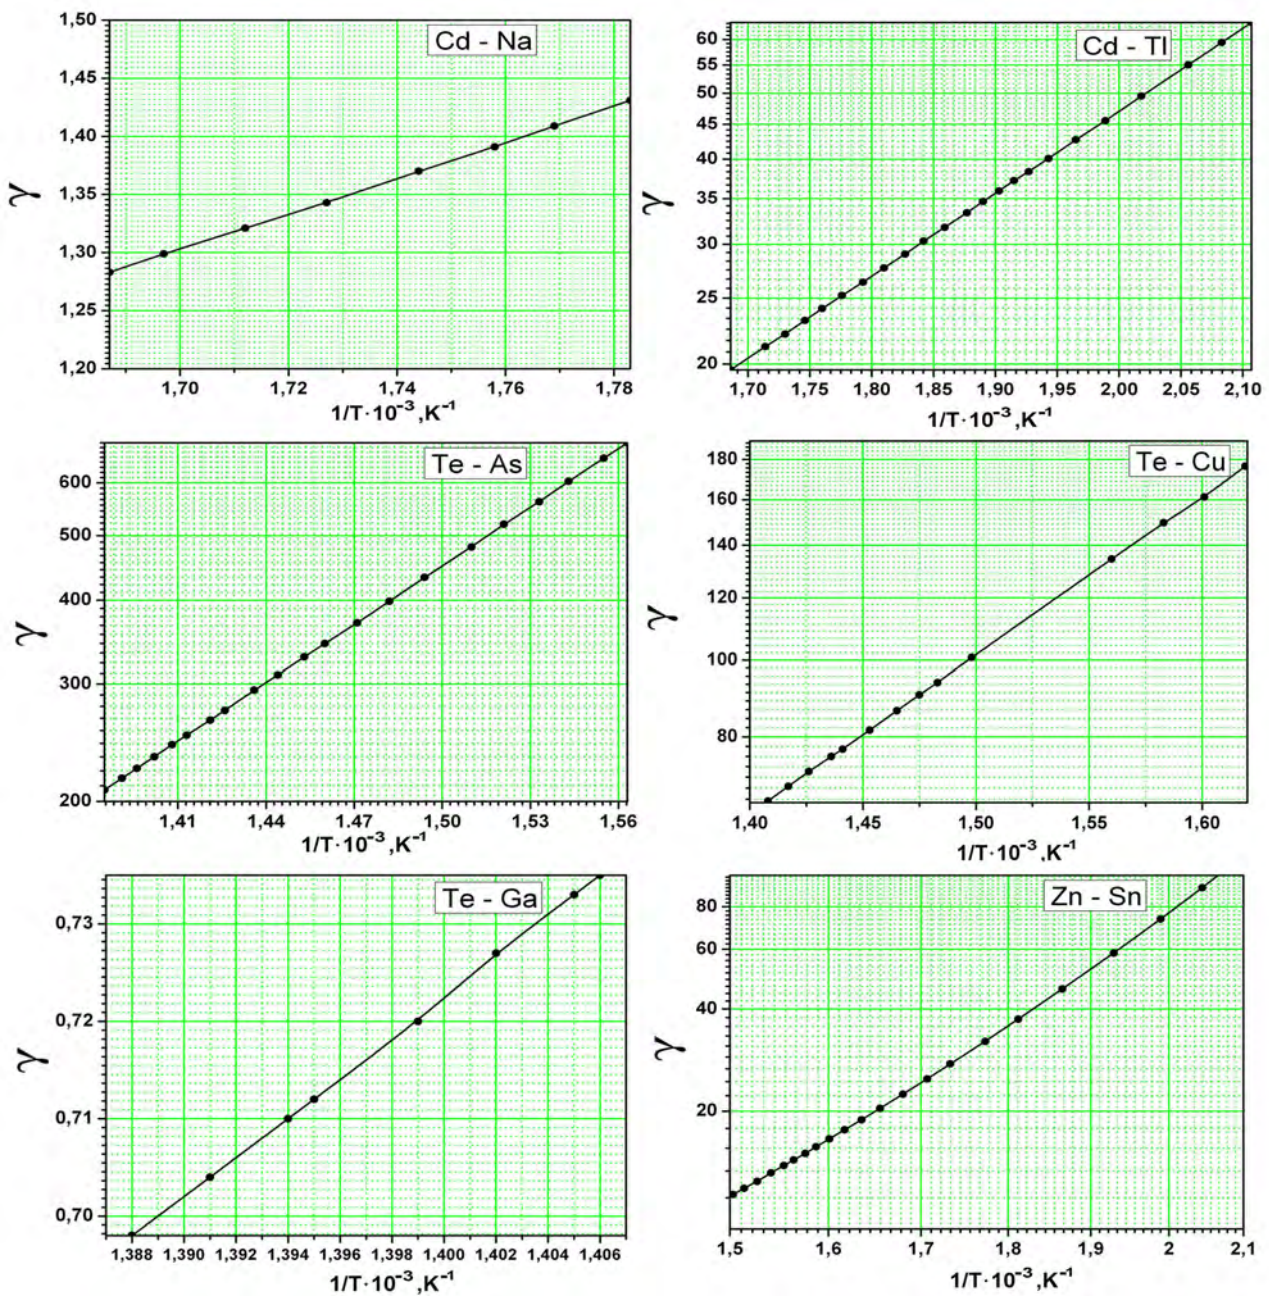 Cd - Na
1,50
1,45
1,40
1,35
1,30
1,25
1,20
γ
1,70 1,72 1,74 1,76 1,78
1/T·10⁻³,K⁻¹
Cd - Tl
60
55
50
45
40
35
30
25
20
γ
1,70 1,75 1,80 1,85 1,90 1,95 2,00 2,05 2,10
1/T·10⁻³,K⁻¹
Te - As
600
500
400
300
200
γ
1,41 1,44 1,47 1,50 1,53 1,56
1/T·10⁻³,K⁻¹
Te - Cu
180
160
140
120
100
80
γ
1,40 1,45 1,50 1,55 1,60
1/T·10⁻³,K⁻¹
Te - Ga
0,73
0,72
0,71
0,70
γ
1,388 1,390 1,392 1,394 1,396 1,398 1,400 1,402 1,404 1,406
1/T·10⁻³,K⁻¹
Zn - Sn
80
60
40
20
γ
1,5 1,6 1,7 1,8 1,9 2 2,1
1/T·10⁻³,K⁻¹